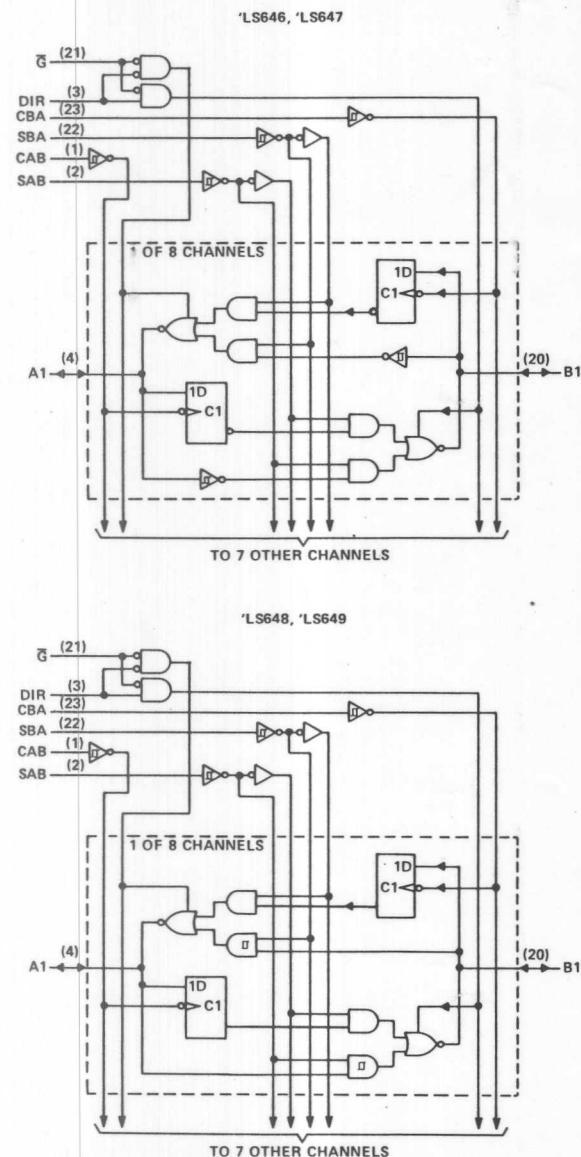 'LS646, 'LS647
G̅ (21)
DIR (3)
CBA (23)
SBA (22)
CAB (1)
SAB (2)
1 OF 8 CHANNELS
1D
C1
(4)
A1
(20)
B1
1D
C1
TO 7 OTHER CHANNELS
'LS648, 'LS649
G̅ (21)
DIR (3)
CBA (23)
SBA (22)
CAB (1)
SAB (2)
1 OF 8 CHANNELS
1D
C1
(4)
A1
(20)
B1
1D
C1
TO 7 OTHER CHANNELS